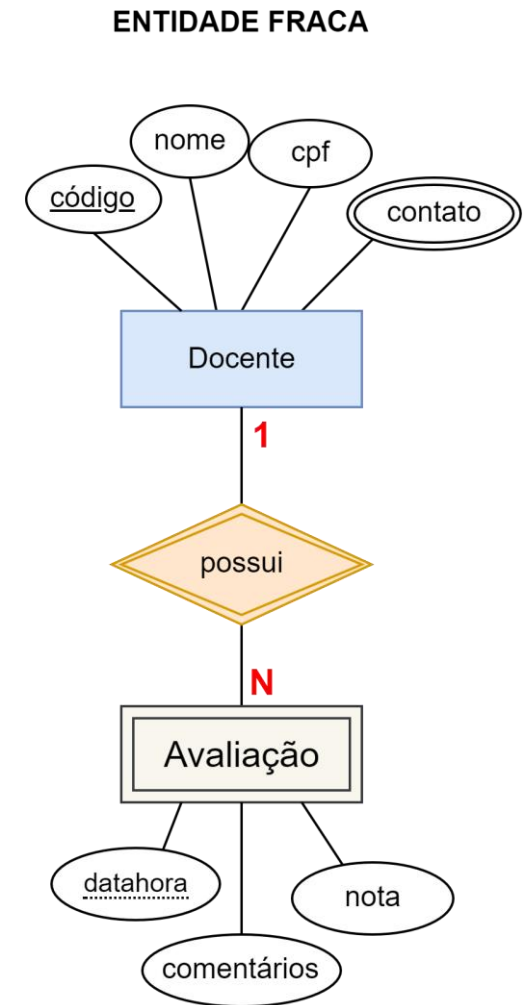 ENTIDADE FRACA
nome
cpf
código
contato
Docente
1
possui
N
Avaliação
datahora
nota
comentários